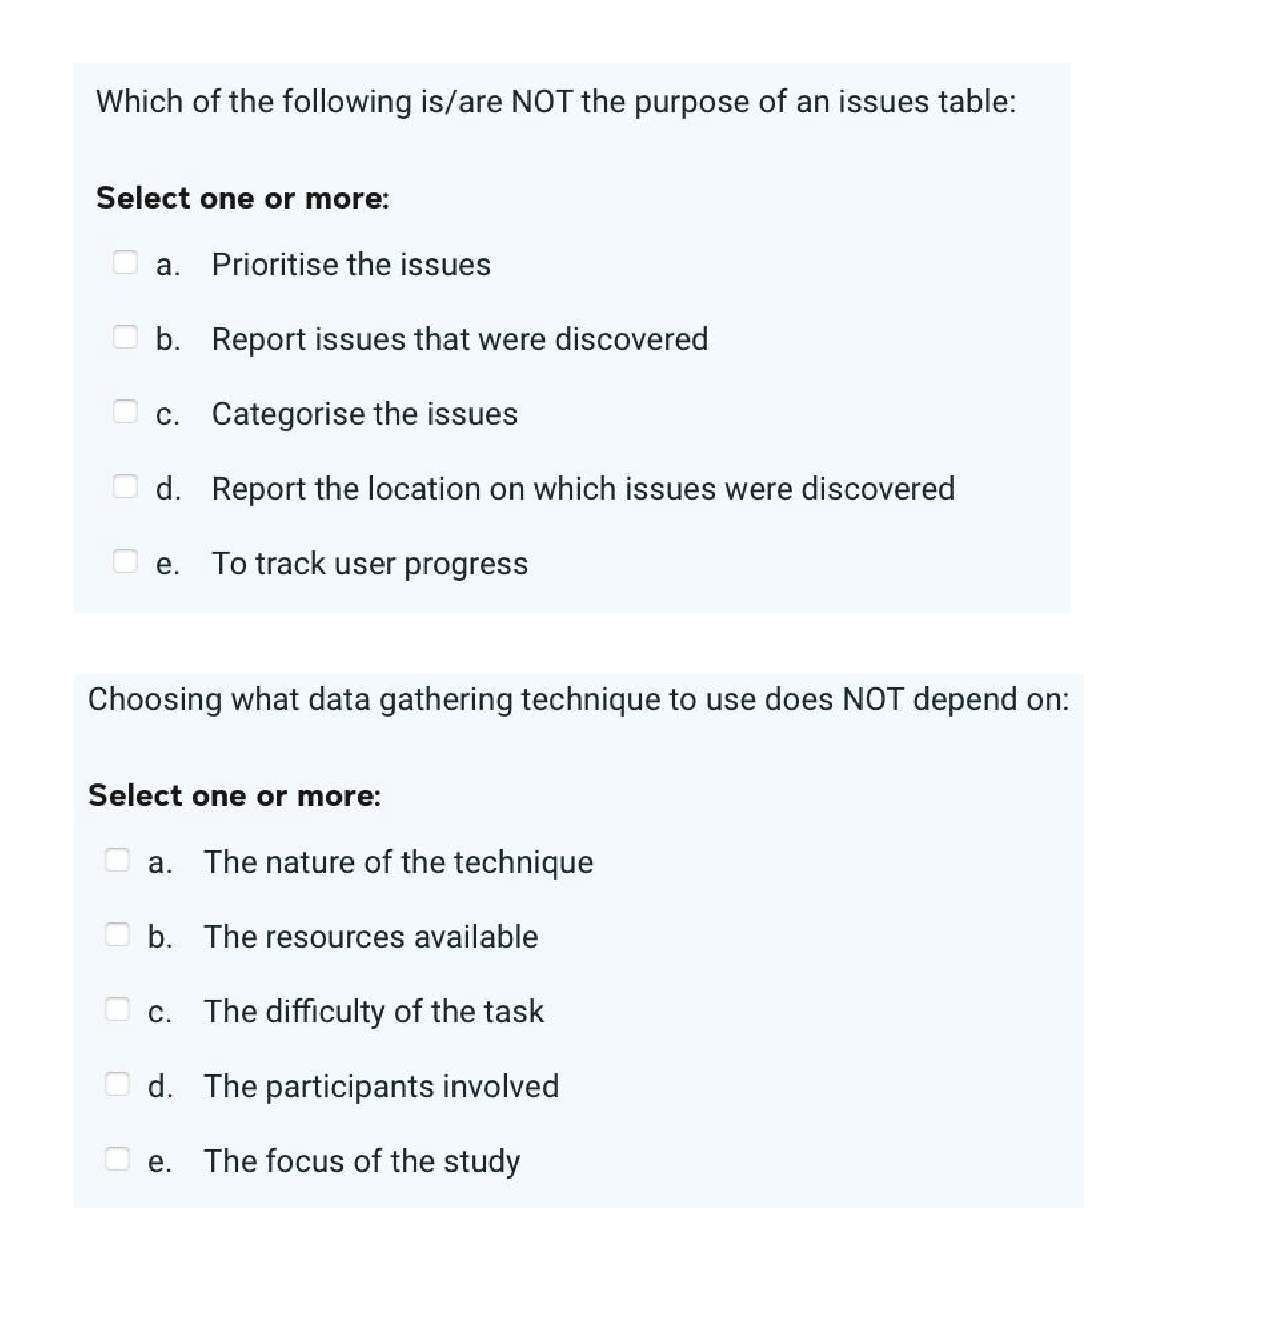 Which of the following is/are NOT the purpose of an issues table:
Select one or more:
a. Prioritise the issues
b. Report issues that were discovered
c. Categorise the issues
d. Report the location on which issues were discovered
e. To track user progress
Choosing what data gathering technique to use does NOT depend on:
Select one or more:
a. The nature of the technique
b. The resources available
c. The difficulty of the task
d. The participants involved
e. The focus of the study